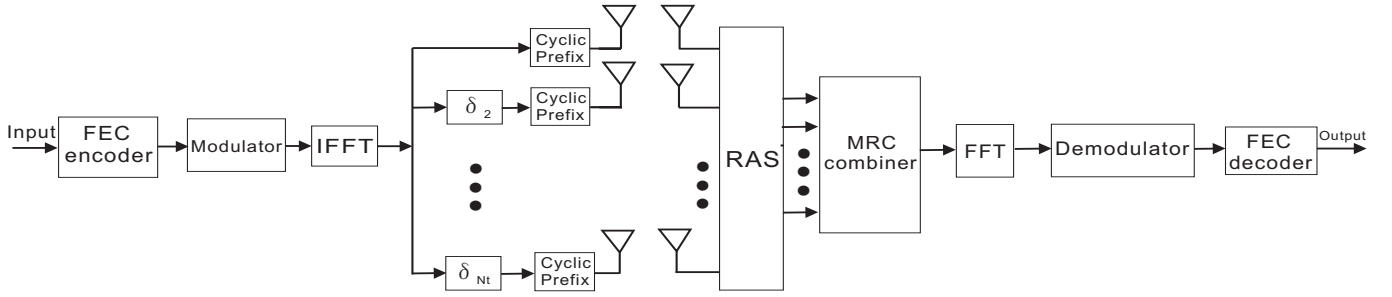 Input
FEC
encoder
Modulator
IFFT
Cyclic
Prefix
δ 2
Cyclic
Prefix
δ Nt
Cyclic
Prefix
RAS
MRC
combiner
FFT
Demodulator
FEC
decoder
Output